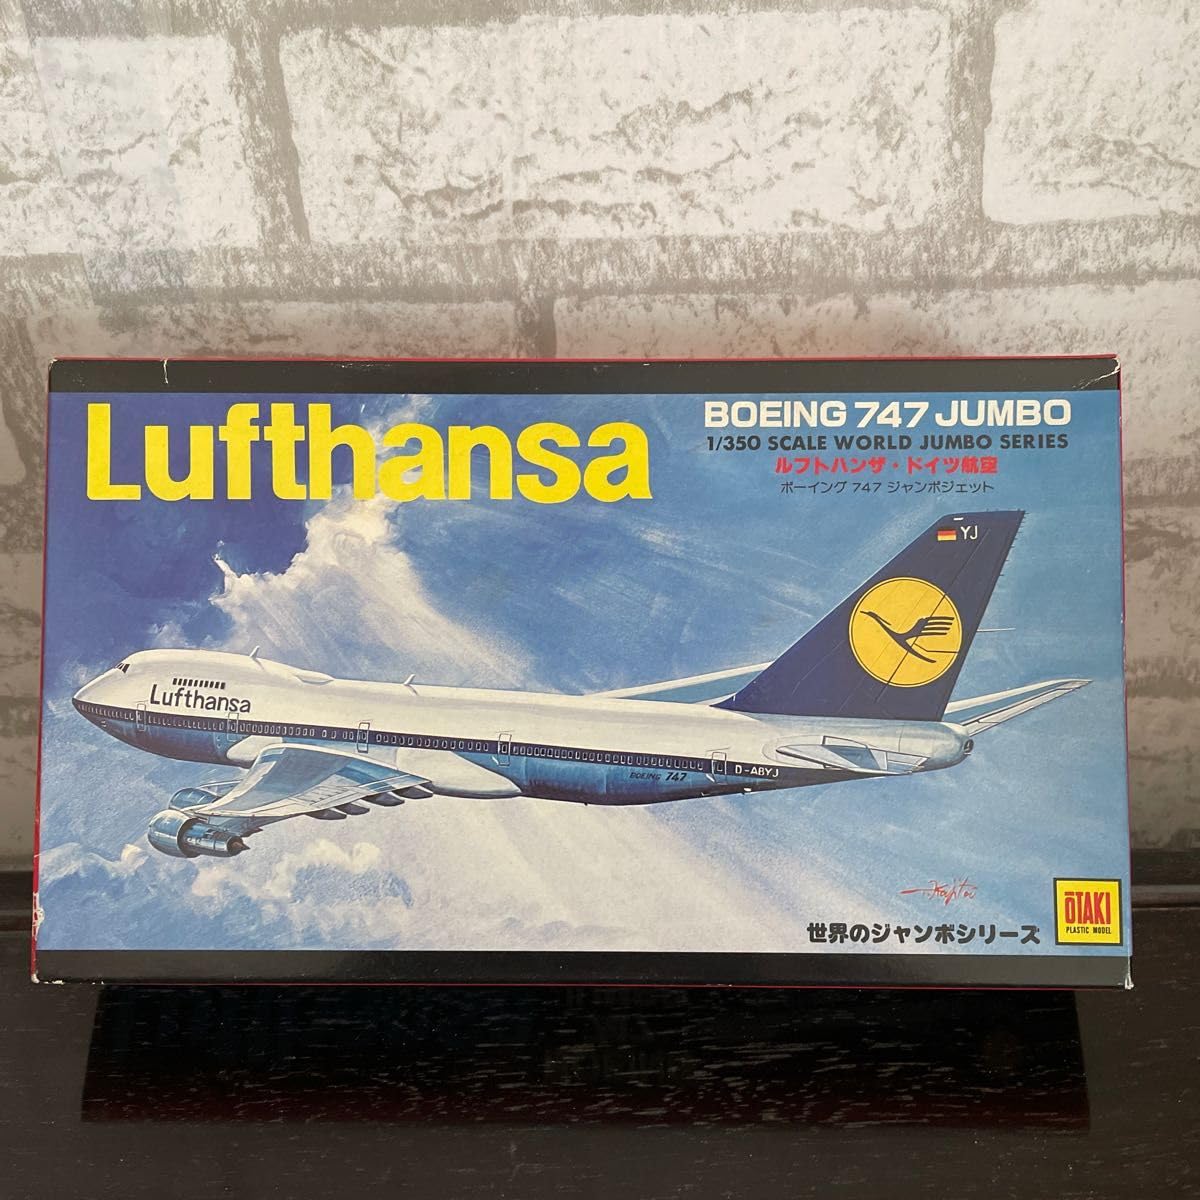 Lufthansa
BOEING 747 JUMBO
1/350 SCALE WORLD JUMBO SERIES
ルフトハンザ・ドイツ航空
ボーイング 747 ジャンボジェット
YJ
Lufthansa
BOEING 747
D-ABYJ
世界のジャンボシリーズ
ŌTAKI
PLASTIC MODEL